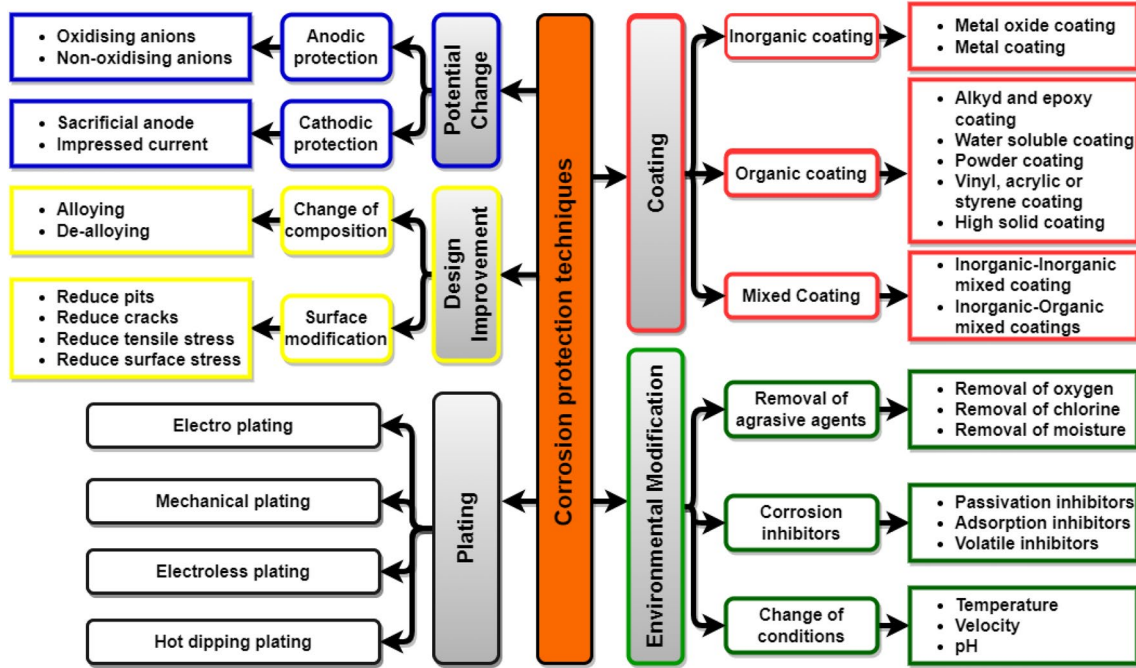 Corrosion protection techniques
Potential
Change
Anodic
protection
• Oxidising anions
• Non-oxidising anions
Cathodic
protection
• Sacrificial anode
• Impressed current
Design
Improvement
Change of
composition
• Alloying
• De-alloying
Surface
modification
• Reduce pits
• Reduce cracks
• Reduce tensile stress
• Reduce surface stress
Plating
Electro plating
Mechanical plating
Electroless plating
Hot dipping plating
Coating
Inorganic coating
• Metal oxide coating
• Metal coating
Organic coating
• Alkyd and epoxy
coating
• Water soluble coating
• Powder coating
• Vinyl, acrylic or
styrene coating
• High solid coating
Mixed Coating
• Inorganic-Inorganic
mixed coating
• Inorganic-Organic
mixed coatings
Environmental Modification
Removal of
agrasive agents
• Removal of oxygen
• Removal of chlorine
• Removal of moisture
Corrosion
inhibitors
• Passivation inhibitors
• Adsorption inhibitors
• Volatile inhibitors
Change of
conditions
• Temperature
• Velocity
• pH